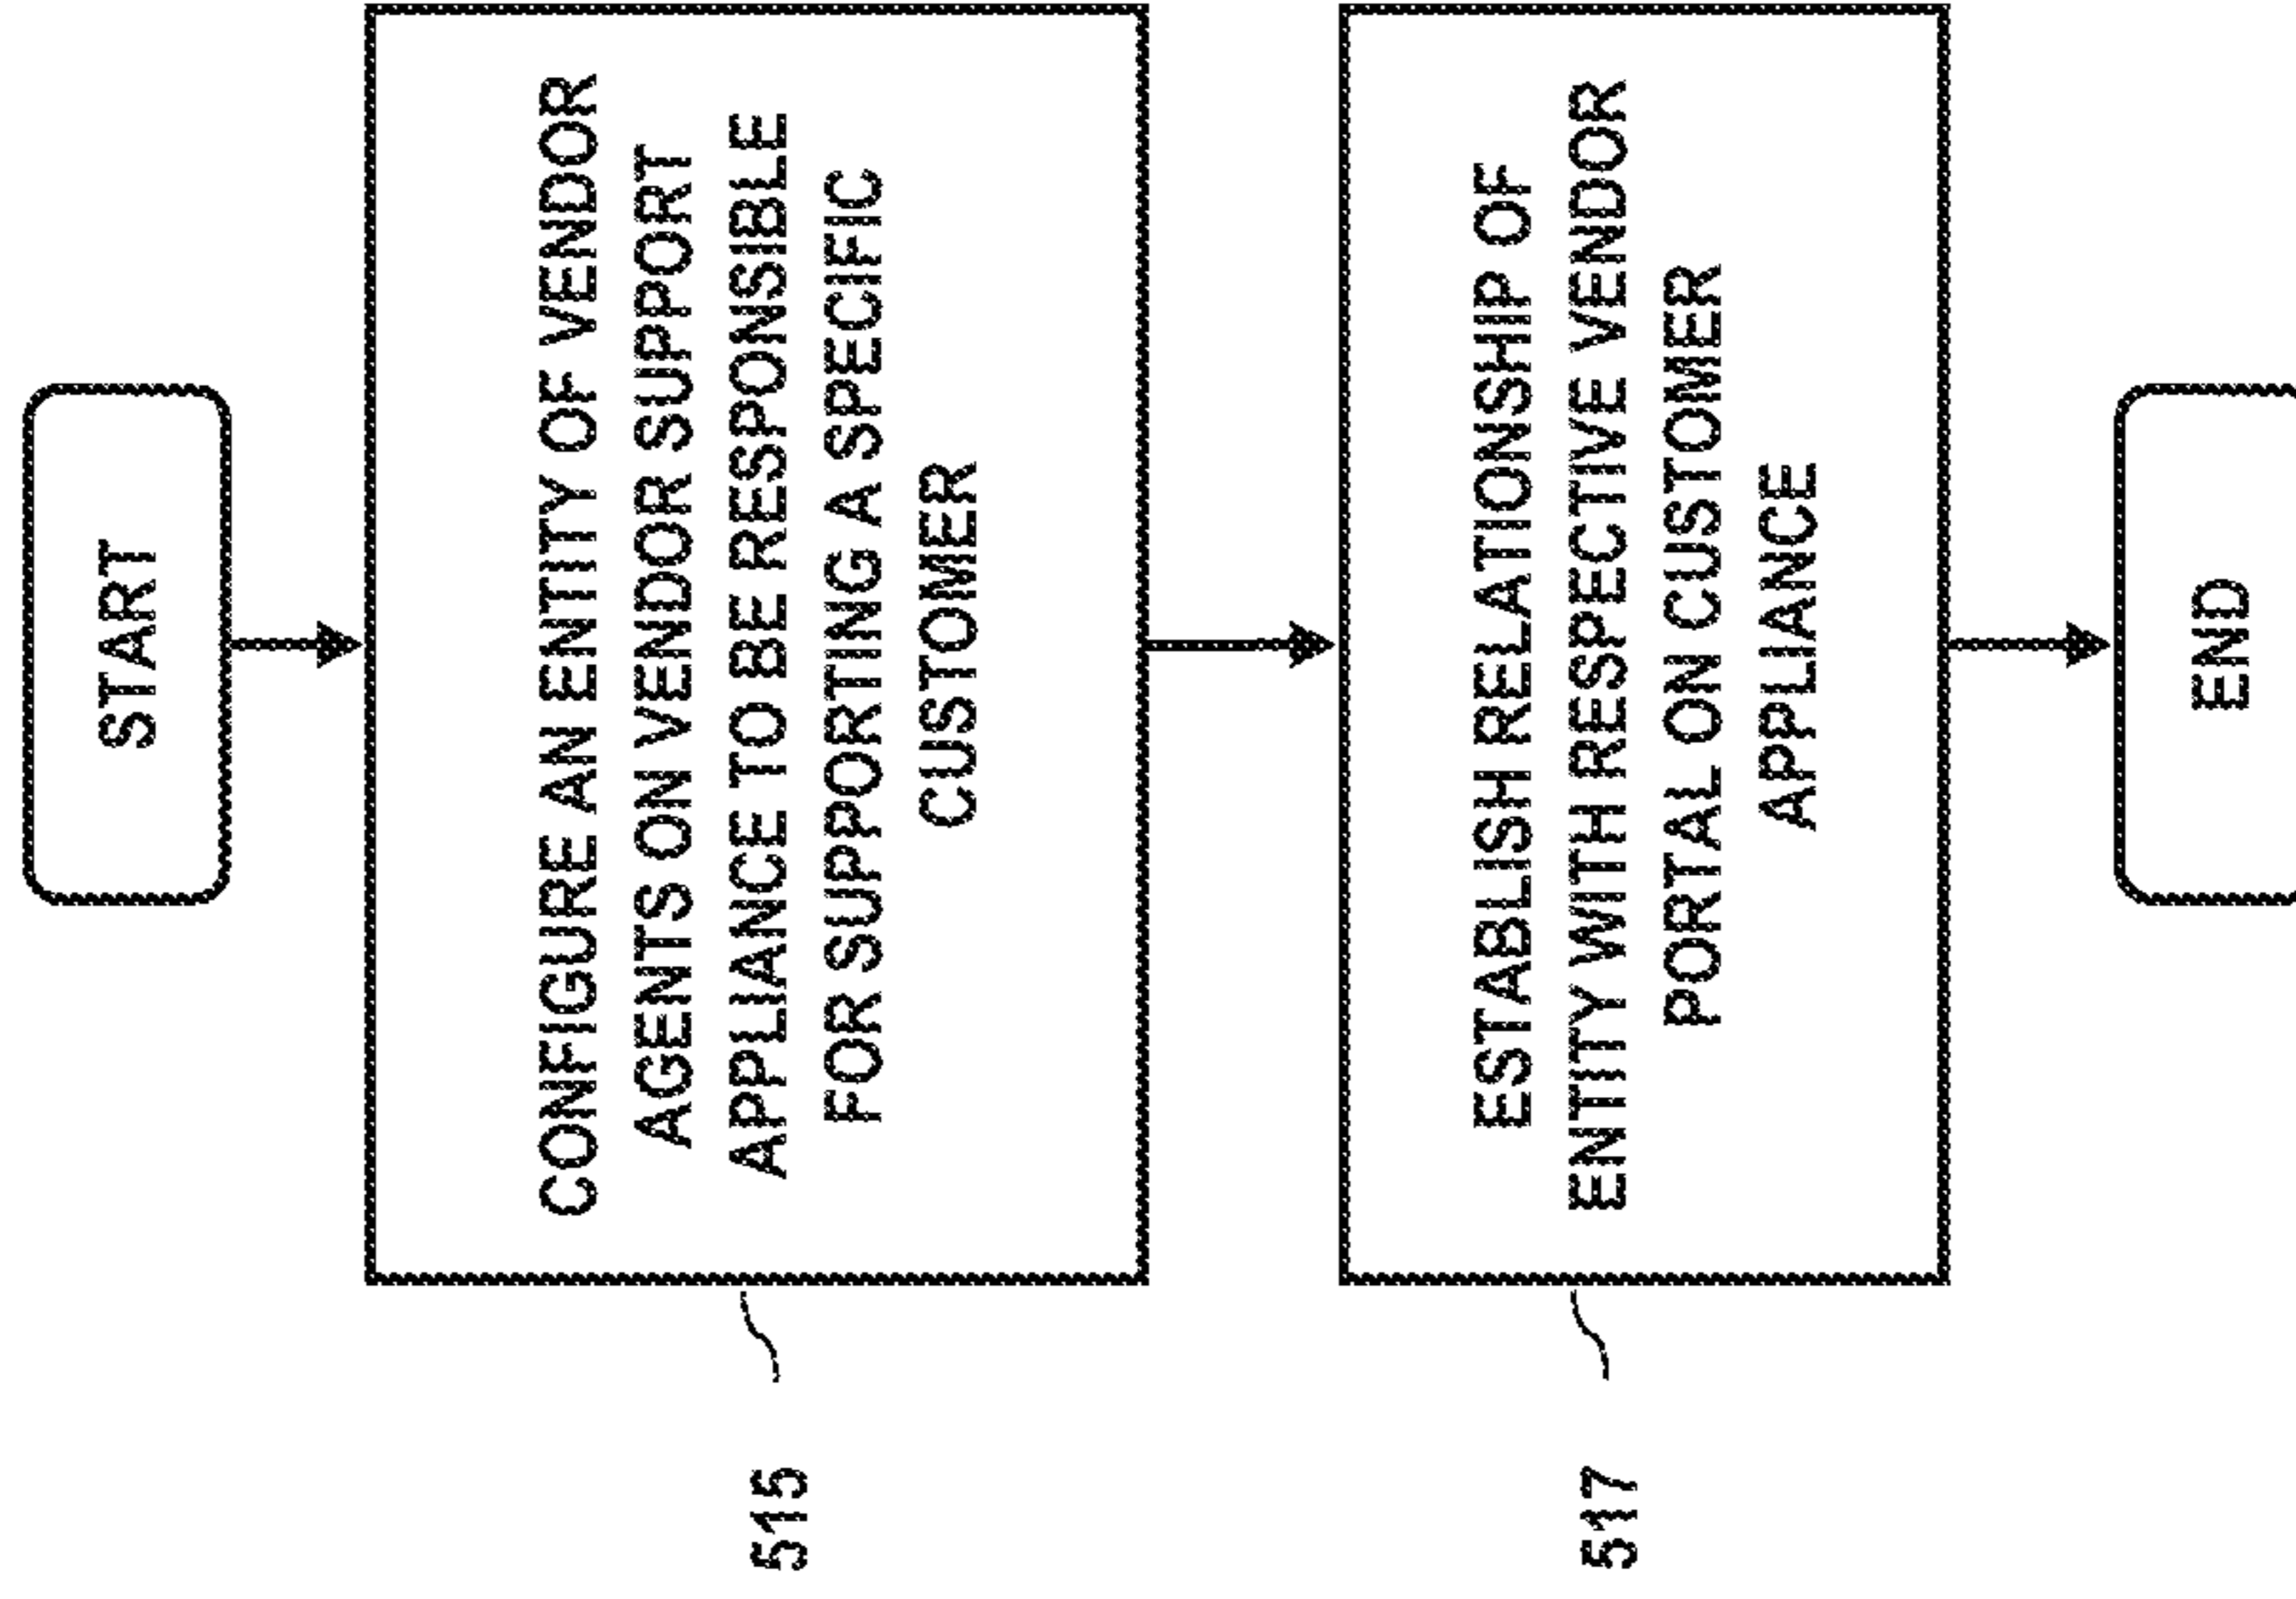 START
CONFIGURE AN ENTITY OF VENDOR
AGENTS ON VENDOR SUPPORT
APPLIANCE TO BE RESPONSIBLE
FOR SUPPORTING A SPECIFIC
CUSTOMER
515
ESTABLISH RELATIONSHIP OF
ENTITY WITH RESPECTIVE VENDOR
PORTAL ON CUSTOMER
APPLIANCE
517
END